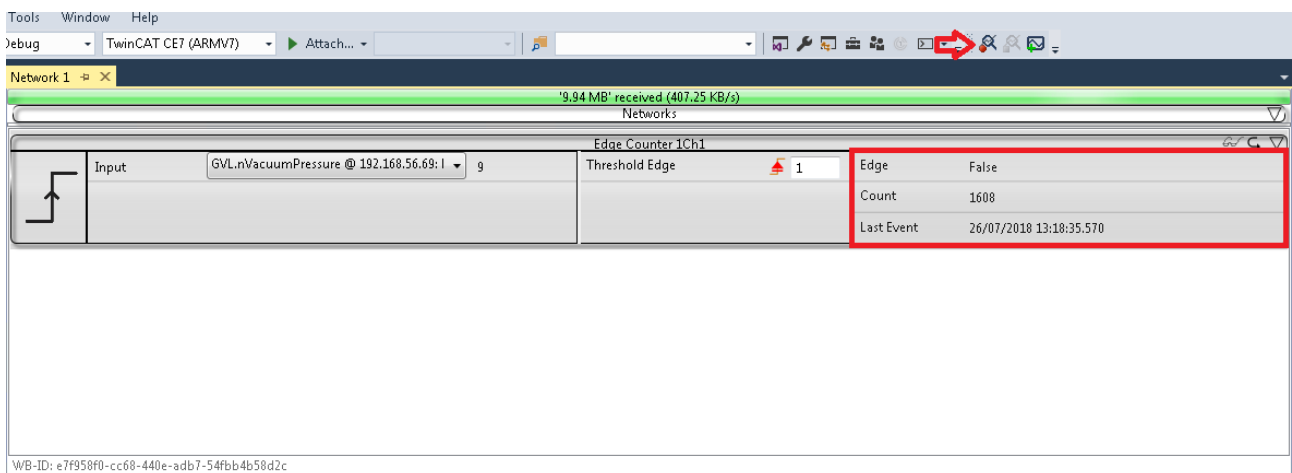 Tools Window Help
Debug TwinCAT CE7 (ARMV7) Attach...
Network 1
'9.94 MB' received (407.25 KB/s)
Networks
Edge Counter 1Ch1
Input GVL.nVacuumPressure @ 192.168.56.69: 9 Threshold Edge 1 Edge False
Count 1608
Last Event 26/07/2018 13:18:35.570
WB-ID: e7f958f0-cc68-440e-adb7-54fbb4b58d2c